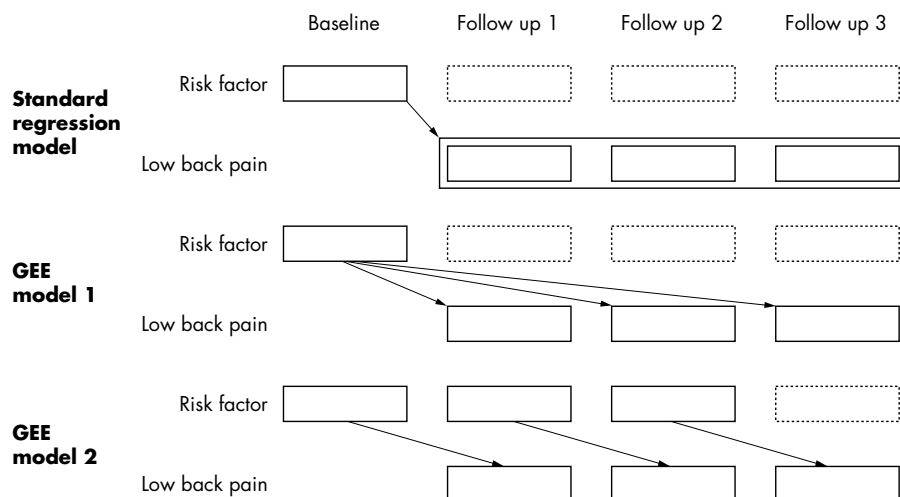 Baseline Follow up 1 Follow up 2 Follow up 3
Risk factor
Standard
regression
model
Low back pain
Risk factor
GEE
model 1
Low back pain
Risk factor
GEE
model 2
Low back pain